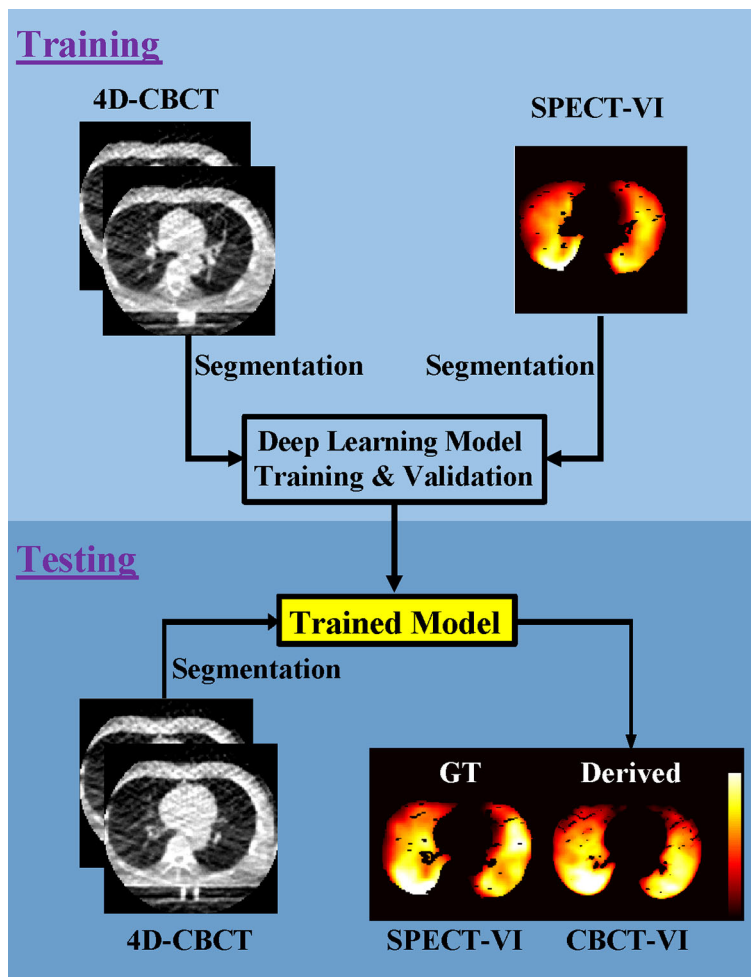 Training
4D-CBCT
SPECT-VI
Segmentation
Segmentation
Deep Learning Model
Training & Validation
Testing
Trained Model
Segmentation
GT
Derived
4D-CBCT
SPECT-VI
CBCT-VI